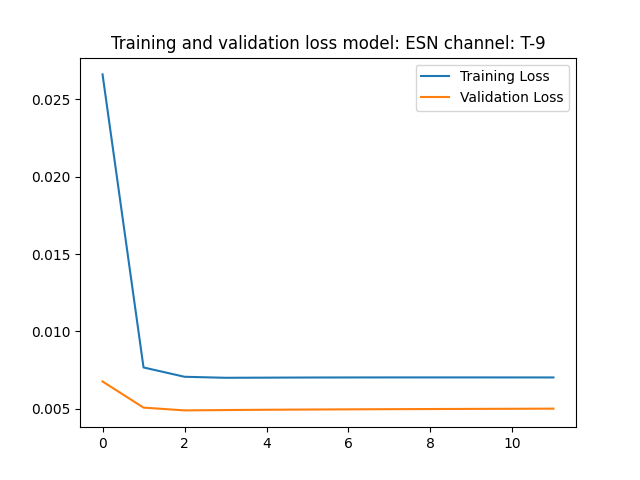 Training and validation loss model: ESN channel: T-9
Training Loss
Validation Loss
0.025
0.020
0.015
0.010
0.005
0 2 4 6 8 10